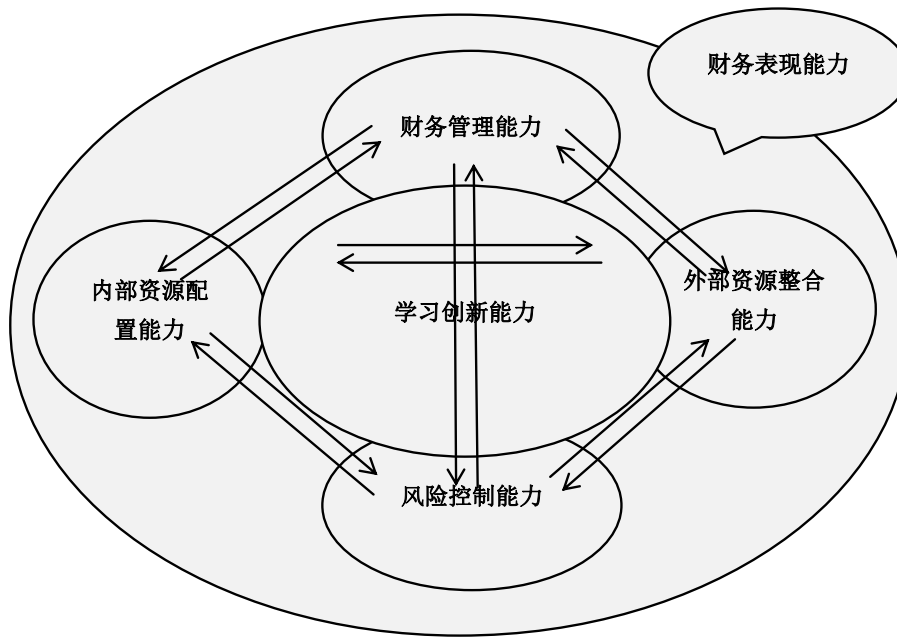 财务表现能力
财务管理能力
内部资源配
置能力
学习创新能力
外部资源整合
能力
风险控制能力